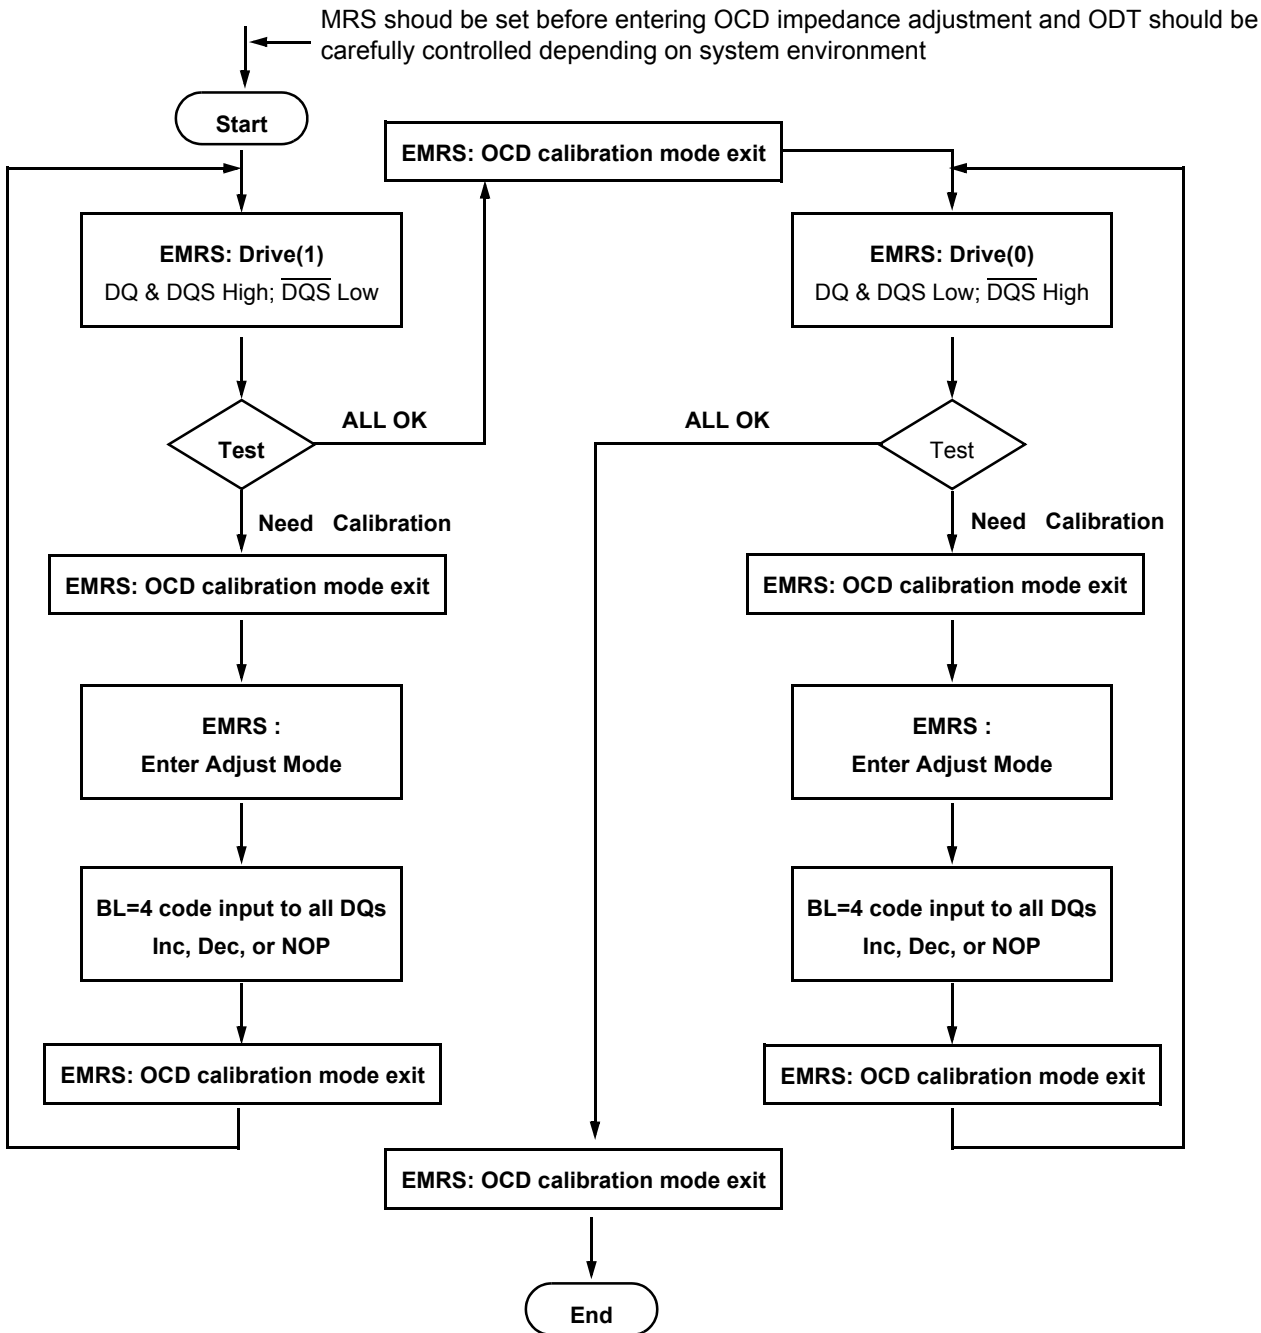 MRS shoud be set before entering OCD impedance adjustment and ODT should be
carefully controlled depending on system environment
Start
EMRS: OCD calibration mode exit
EMRS: Drive(1)
DQ & DQS High; D̅Q̅S̅ Low
EMRS: Drive(0)
DQ & DQS Low; D̅Q̅S̅ High
ALL OK
Test
ALL OK
Test
Need Calibration
Need Calibration
EMRS: OCD calibration mode exit
EMRS: OCD calibration mode exit
EMRS :
Enter Adjust Mode
EMRS :
Enter Adjust Mode
BL=4 code input to all DQs
Inc, Dec, or NOP
BL=4 code input to all DQs
Inc, Dec, or NOP
EMRS: OCD calibration mode exit
EMRS: OCD calibration mode exit
EMRS: OCD calibration mode exit
End